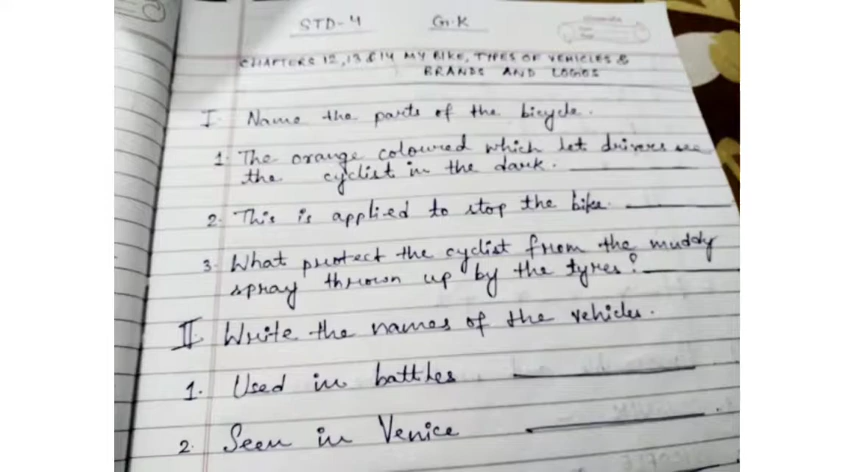 STD-4 G.K
CHAPTERS 12, 13 & 14 MY BIKE, TYPES OF VEHICLES &
BRANDS AND LOGOS
I. Name the parts of the bicycle.
1. The orange coloured which let drivers see
the cyclist in the dark.
2. This is applied to stop the bike.
3. What protect the cyclist from the muddy
spray thrown up by the tyres?
II. Write the names of the vehicles.
1. Used in battles
2. Seen in Venice